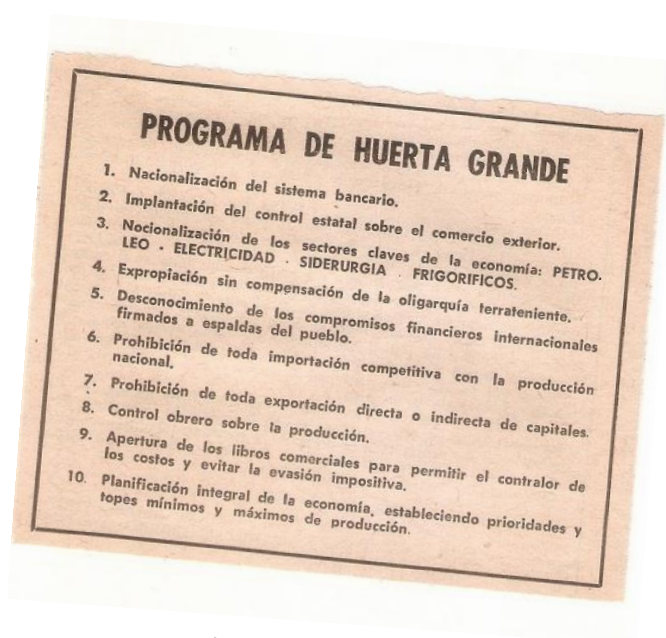 PROGRAMA DE HUERTA GRANDE
1. Nacionalización del sistema bancario.
2. Implantación del control estatal sobre el comercio exterior.
3. Nocionalización de los sectores claves de la economía: PETRO-
LEO - ELECTRICIDAD - SIDERURGIA - FRIGORIFICOS.
4. Expropiación sin compensación de la oligarquía terrateniente.
5. Desconocimiento de los compromisos financieros internacionales
firmados a espaldas del pueblo.
6. Prohibición de toda importación competitiva con la producción
nacional.
7. Prohibición de toda exportación directa o indirecta de capitales.
8. Control obrero sobre la producción.
9. Apertura de los libros comerciales para permitir el contralor de
los costos y evitar la evasión impositiva.
10. Planificación integral de la economía, estableciendo prioridades y
topes mínimos y máximos de producción.